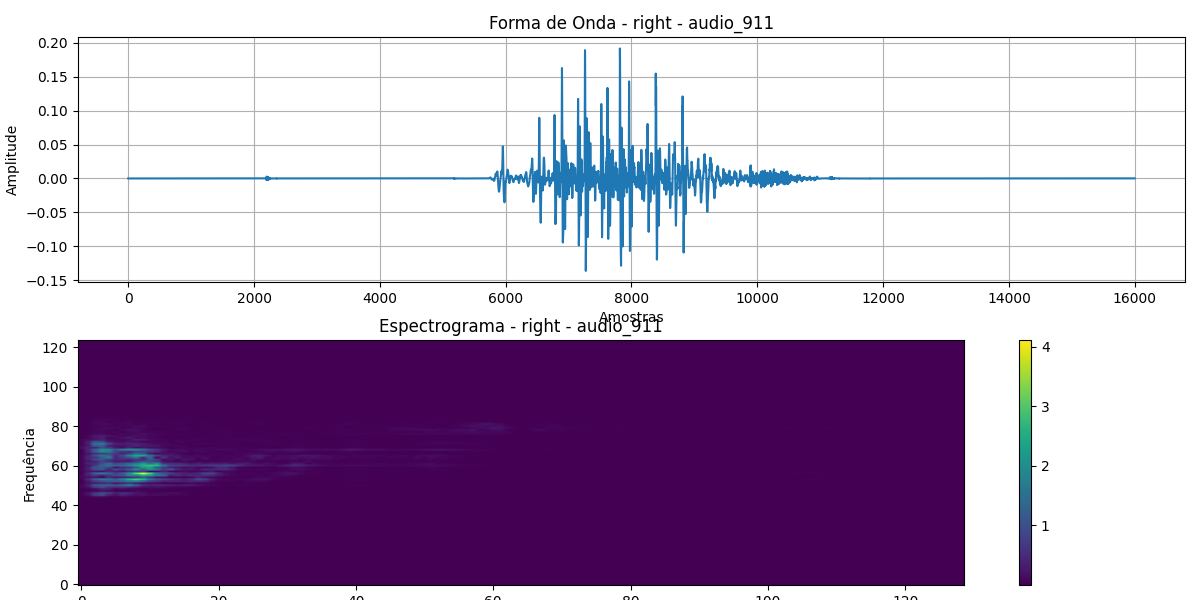 Forma de Onda - right - audio_911
Amplitude
0.20
0.15
0.10
0.05
0.00
−0.05
−0.10
−0.15
0 2000 4000 6000 8000 10000 12000 14000 16000
Amostras
Espectrograma - right - audio_911
Frequência
120
100
80
60
40
20
0
4
3
2
1
0 20 40 60 80 100 120